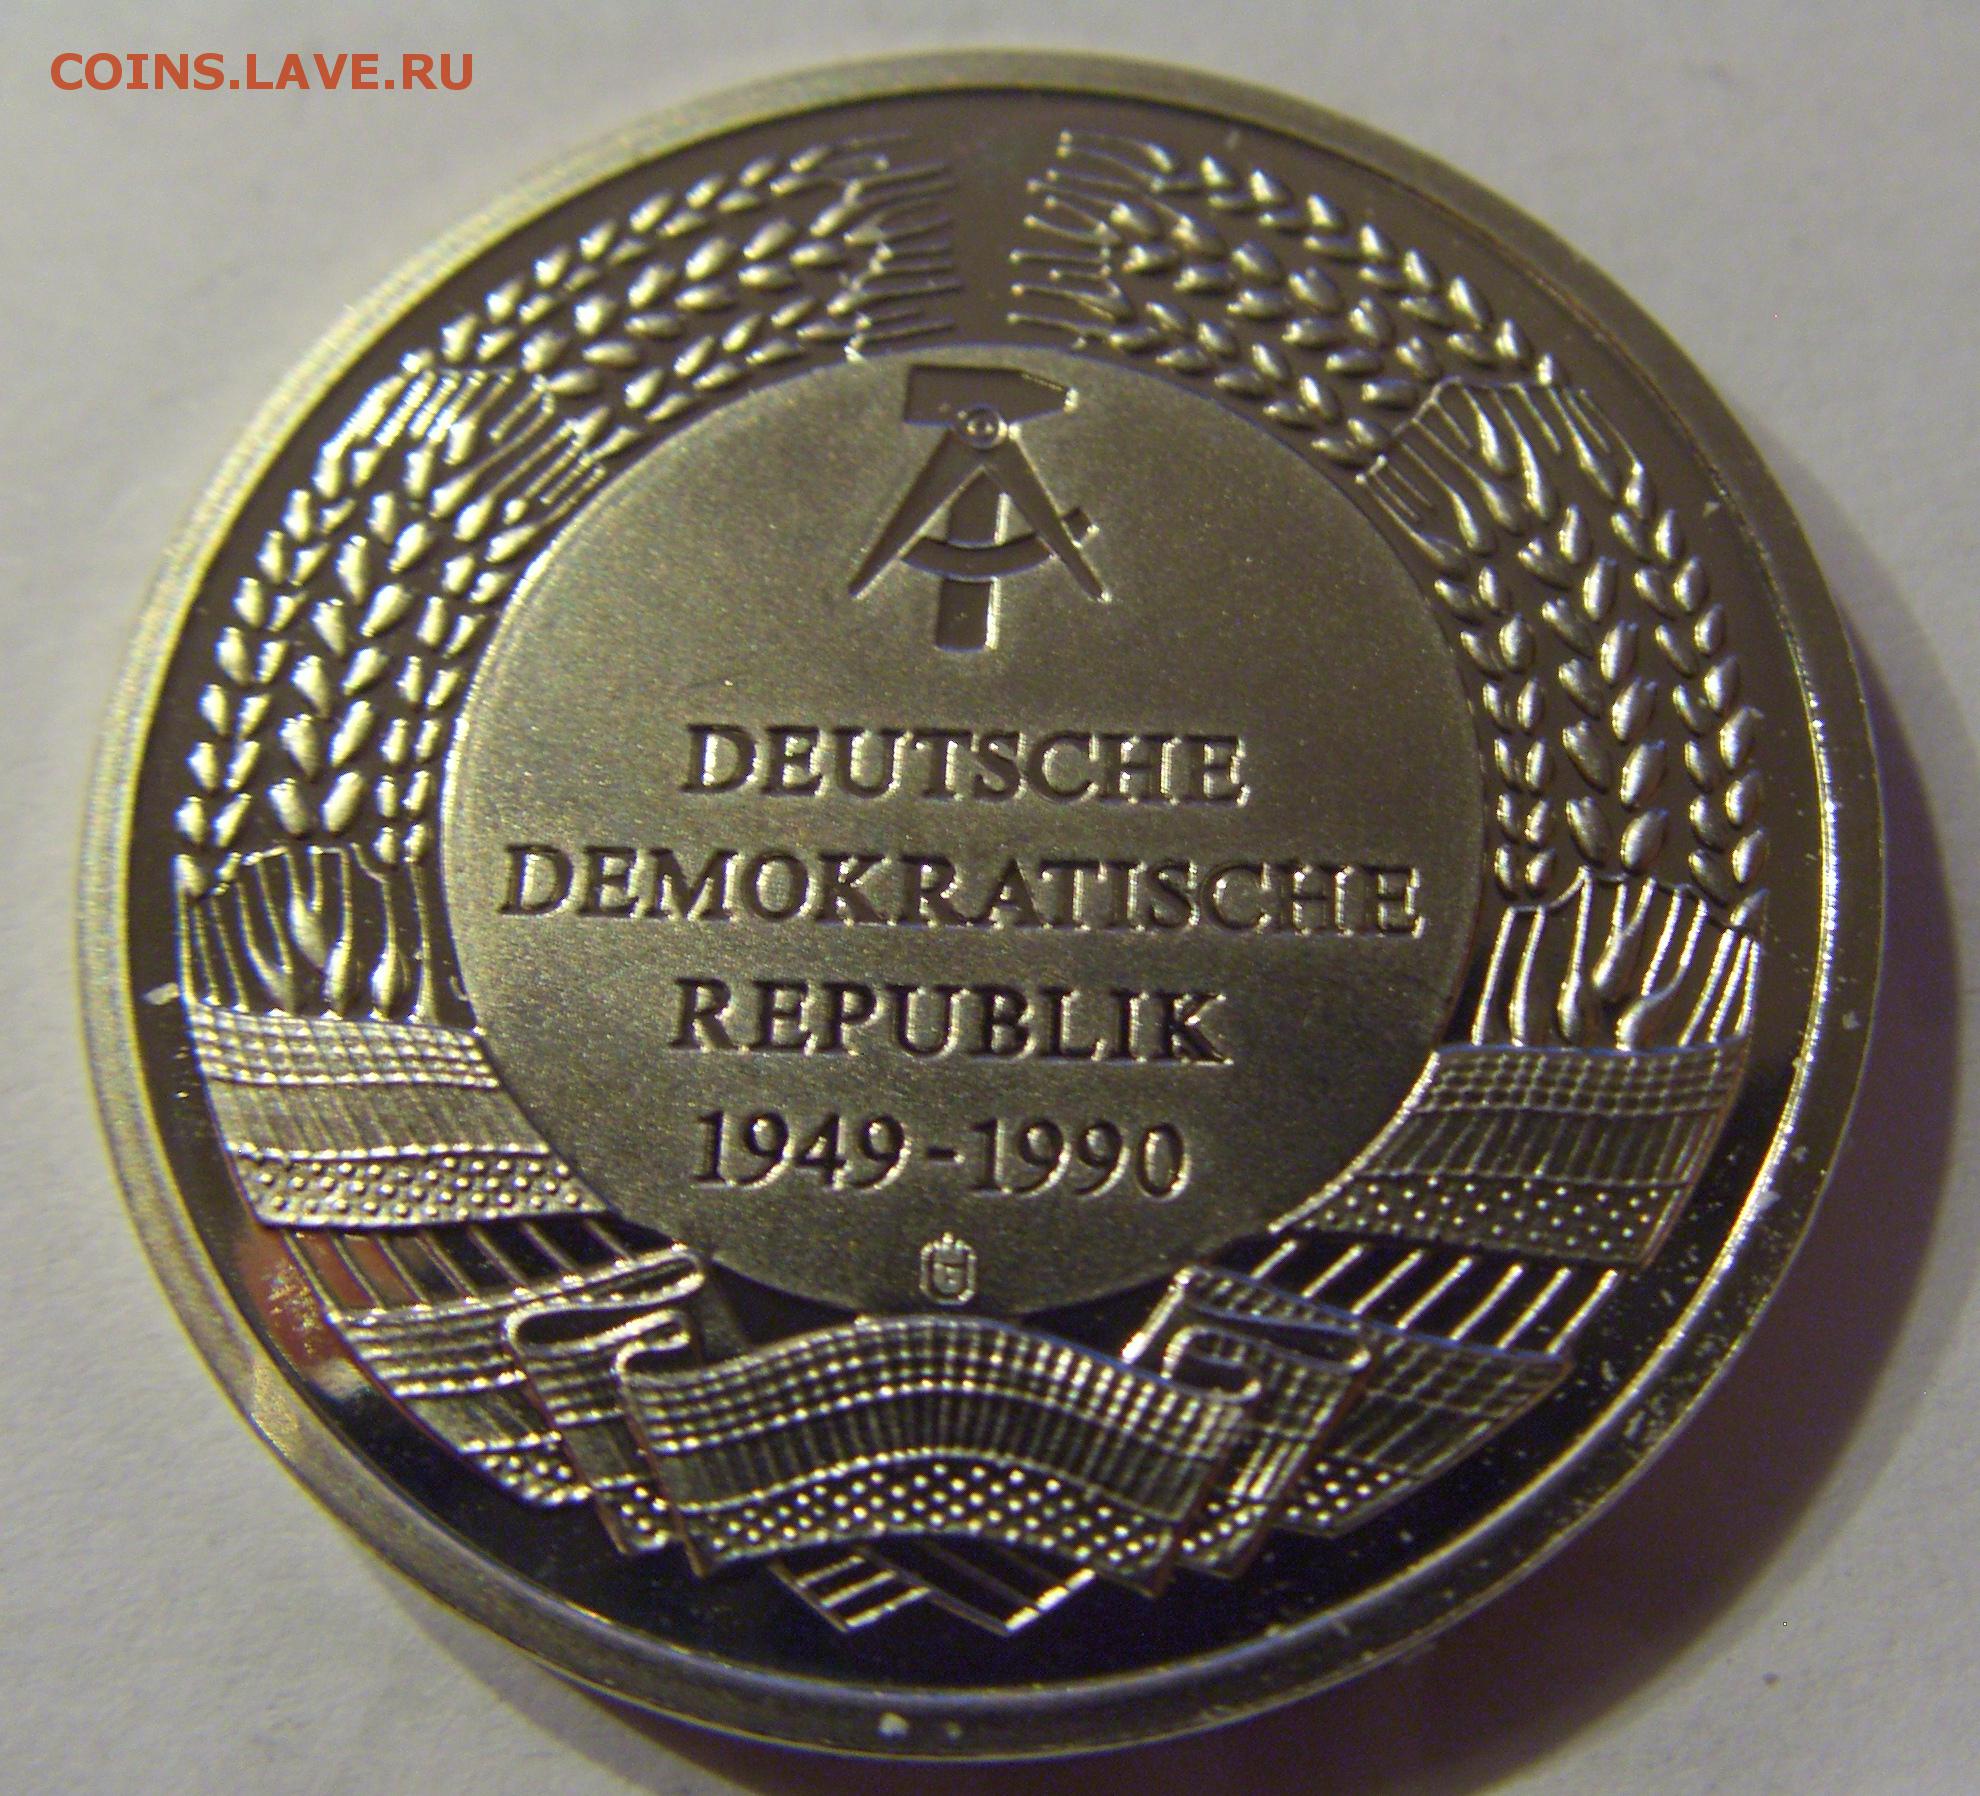 COINS.LAVE.RU
DEUTSCHE
DEMOKRATISCHE
REPUBLIK
1949-1990